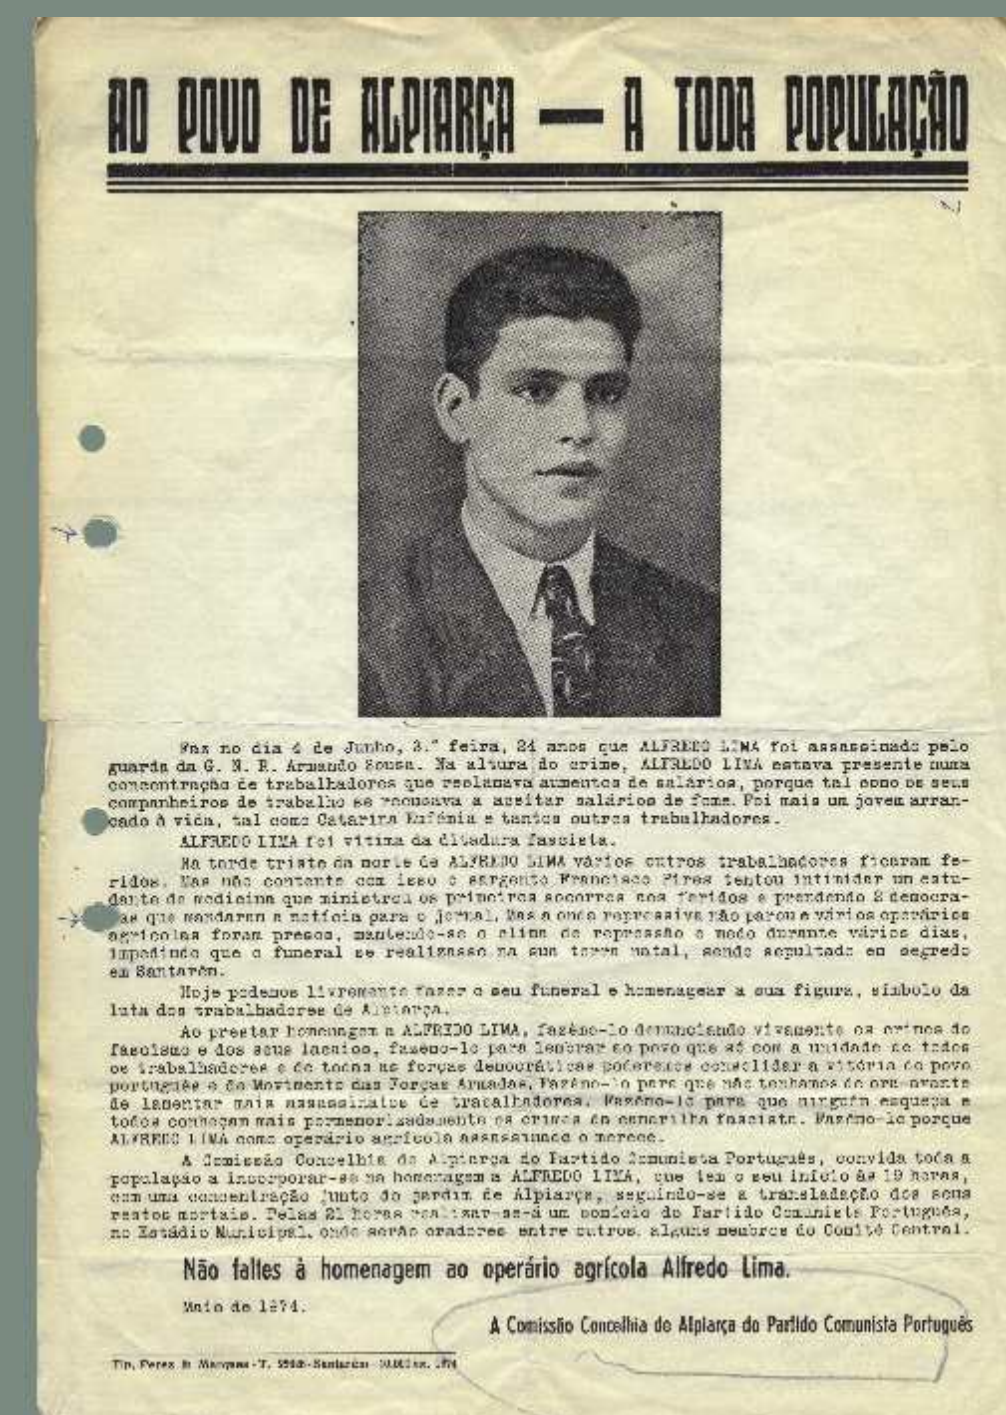 AO POVO DE ALPIARÇA — A TODA POPULAÇÃO
Faz no dia 4 de Junho, 3.ª feira, 24 anos que ALFREDO LIMA foi assassinado pelo
guarda da G. N. R. Armando Sousa. Na altura do crime, ALFREDO LIMA estava presente numa
concentração de trabalhadores que reclamava aumentos de salários, porque tal como os seus
companheiros de trabalho se recusava a aceitar salários de fome. Foi mais um jovem arran-
cado à vida, tal como Catarina Eufémia e tantos outros trabalhadores.
ALFREDO LIMA foi vítima da ditadura fascista.
Na tarde triste da morte de ALFREDO LIMA vários outros trabalhadores ficaram fe-
ridos. Mas não contente com isso o sargento Francisco Pires tentou intimidar um estu-
dante de medicina que ministrou os primeiros socorros aos feridos e prendendo 2 democra-
tas que mandaram a notícia para o jornal. Mas a onda repressiva não parou e vários operários
agrícolas foram presos, mantendo-se o clima de repressão e medo durante vários dias,
impedindo que o funeral se realizasse na sua terra natal, sendo sepultado em segredo
em Santarém.
Hoje podemos livremente fazer o seu funeral e homenagear a sua figura, símbolo da
luta dos trabalhadores de Alpiarça.
Ao prestar homenagem a ALFREDO LIMA, fazêmo-lo denunciando vivamente os crimes do
fascismo e dos seus lacaios, fazêmo-lo para lembrar ao povo que só com a unidade de todos
os trabalhadores e de todas as forças democráticas poderemos consolidar a vitória do povo
português e do Movimento das Forças Armadas. Fazêmo-lo para que não tenhamos de ora-avante
de lamentar mais assassinatos de trabalhadores. Fazêmo-lo para que ninguém esqueça e
todos conheçam mais pormenorizadamente os crimes da camarilha fascista. Fazêmo-lo porque
ALFREDO LIMA como operário agrícola assassinado o merece.
A Comissão Concelhia de Alpiarça do Partido Comunista Português, convida toda a
população a incorporar-se na homenagem a ALFREDO LIMA, que tem o seu início às 19 horas,
com uma concentração junto do jardim de Alpiarça, seguindo-se a transladação dos seus
restos mortais. Pelas 21 horas realizar-se-á um comício do Partido Comunista Português,
no Estádio Municipal, onde serão oradores entre outros, alguns membros do Comité Central.
Não faltes à homenagem ao operário agrícola Alfredo Lima.
Maio de 1974.
A Comissão Concelhia de Alpiarça do Partido Comunista Português
Tip. Peres & Marques - T. - Santarém